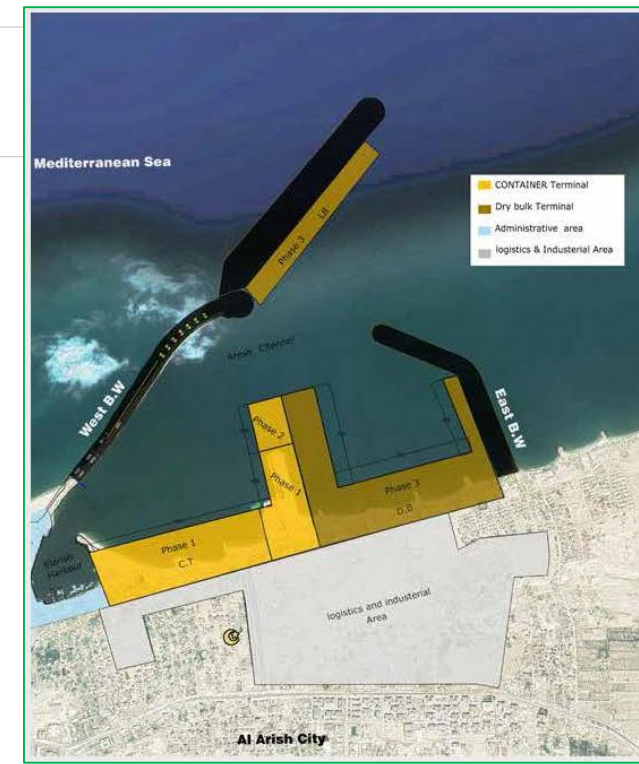 Mediterranean Sea
CONTAINER Terminal
Dry bulk Terminal
Administrative area
logistics & Industerial Area
Phase 3 LB
Arish Channel
West B.W
East B.W
Phase 2
Phase 1
Phase 3
D.B
Phase 1
C.T
Elarish
Harbour
logistics and industerial
Area
Al Arish City